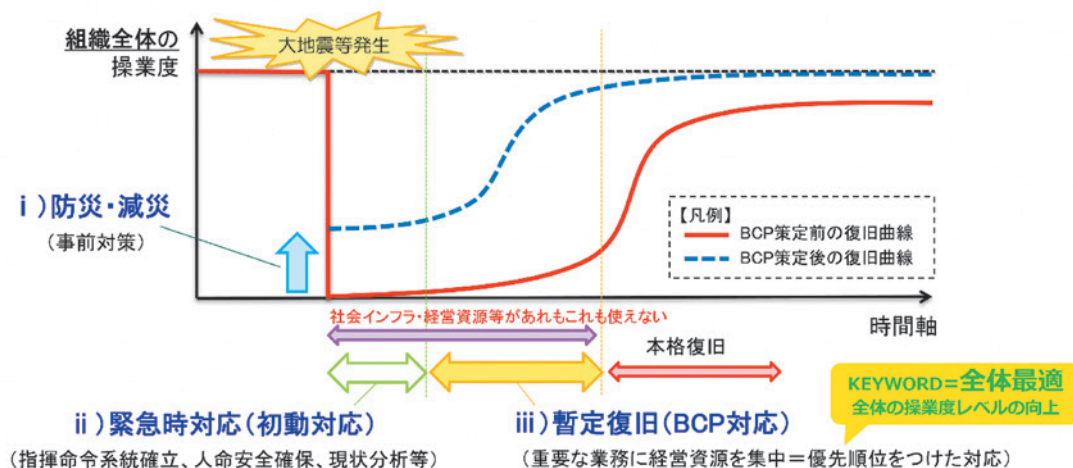 組織全体の
操業度
大地震等発生
ⅰ）防災・減災
（事前対策）
【凡例】
BCP策定前の復旧曲線
BCP策定後の復旧曲線
社会インフラ・経営資源等があれもこれも使えない
時間軸
本格復旧
KEYWORD=全体最適
全体の操業度レベルの向上
ⅱ）緊急時対応（初動対応）
（指揮命令系統確立、人命安全確保、現状分析等）
ⅲ）暫定復旧（BCP対応）
（重要な業務に経営資源を集中＝優先順位をつけた対応）